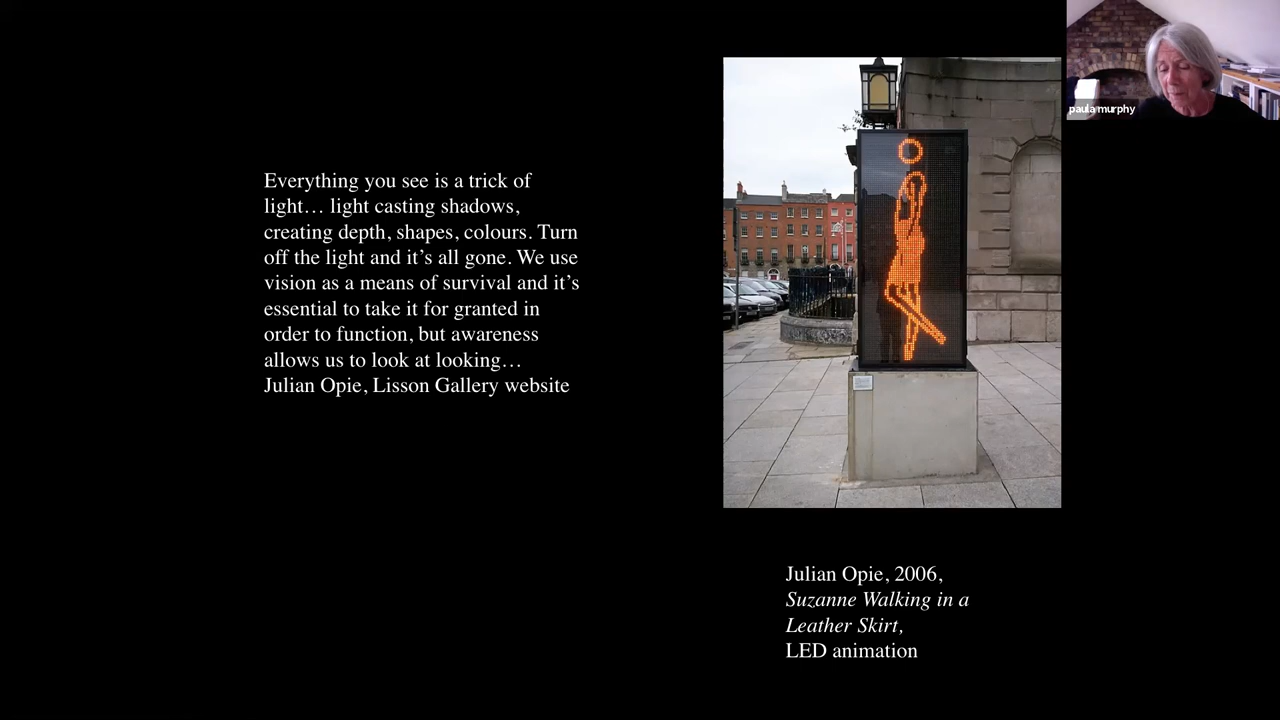 Everything you see is a trick of
light… light casting shadows,
creating depth, shapes, colours. Turn
off the light and it’s all gone. We use
vision as a means of survival and it’s
essential to take it for granted in
order to function, but awareness
allows us to look at looking…
Julian Opie, Lisson Gallery website
Julian Opie, 2006,
Suzanne Walking in a
Leather Skirt,
LED animation
paula murphy